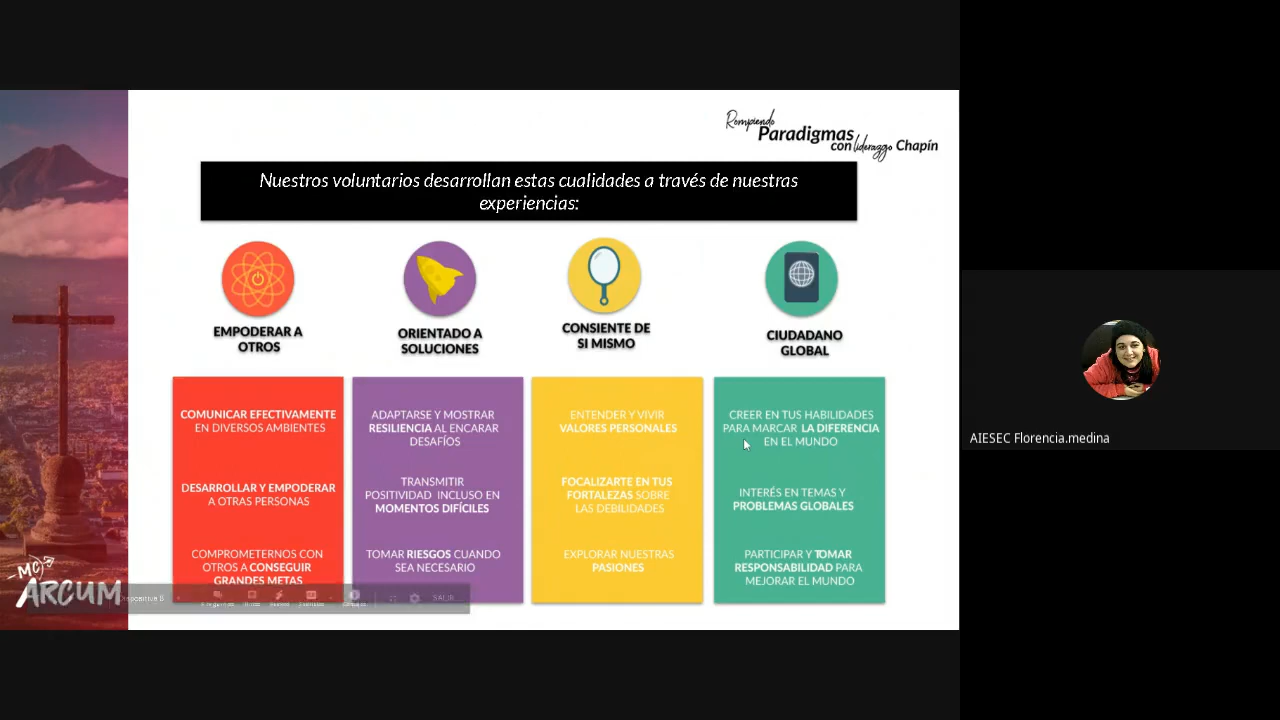 Rompiendo
Paradigmas
con liderazgo Chapín
Nuestros voluntarios desarrollan estas cualidades a través de nuestras
experiencias:
EMPODERAR A
OTROS
ORIENTADO A
SOLUCIONES
CONSIENTE DE
SI MISMO
CIUDADANO
GLOBAL
COMUNICAR EFECTIVAMENTE
EN DIVERSOS AMBIENTES
DESARROLLAR Y EMPODERAR
A OTRAS PERSONAS
COMPROMETERNOS CON
OTROS A CONSEGUIR
GRANDES METAS
ADAPTARSE Y MOSTRAR
RESILIENCIA AL ENCARAR
DESAFÍOS
TRANSMITIR
POSITIVIDAD INCLUSO EN
MOMENTOS DIFÍCILES
TOMAR RIESGOS CUANDO
SEA NECESARIO
ENTENDER Y VIVIR
VALORES PERSONALES
FOCALIZARTE EN TUS
FORTALEZAS SOBRE
LAS DEBILIDADES
EXPLORAR NUESTRAS
PASIONES
CREER EN TUS HABILIDADES
PARA MARCAR LA DIFERENCIA
EN EL MUNDO
INTERÉS EN TEMAS Y
PROBLEMAS GLOBALES
PARTICIPAR Y TOMAR
RESPONSABILIDAD PARA
MEJORAR EL MUNDO
MC
ARCUM
SALIR
AIESEC Florencia.medina